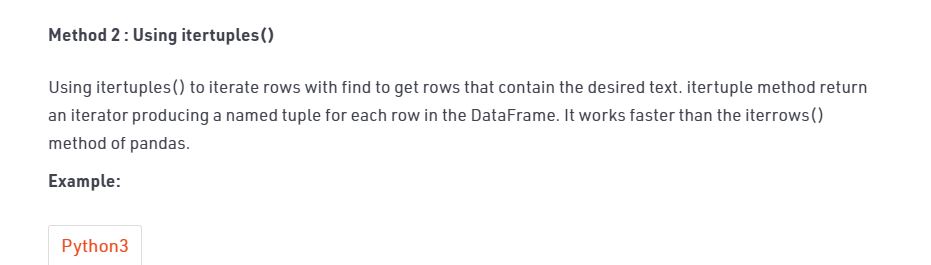 Method 2 : Using itertuples()
Using itertuples() to iterate rows with find to get rows that contain the desired text. itertuple method return
an iterator producing a named tuple for each row in the DataFrame. It works faster than the iterrows()
method of pandas.
Example:
Python3